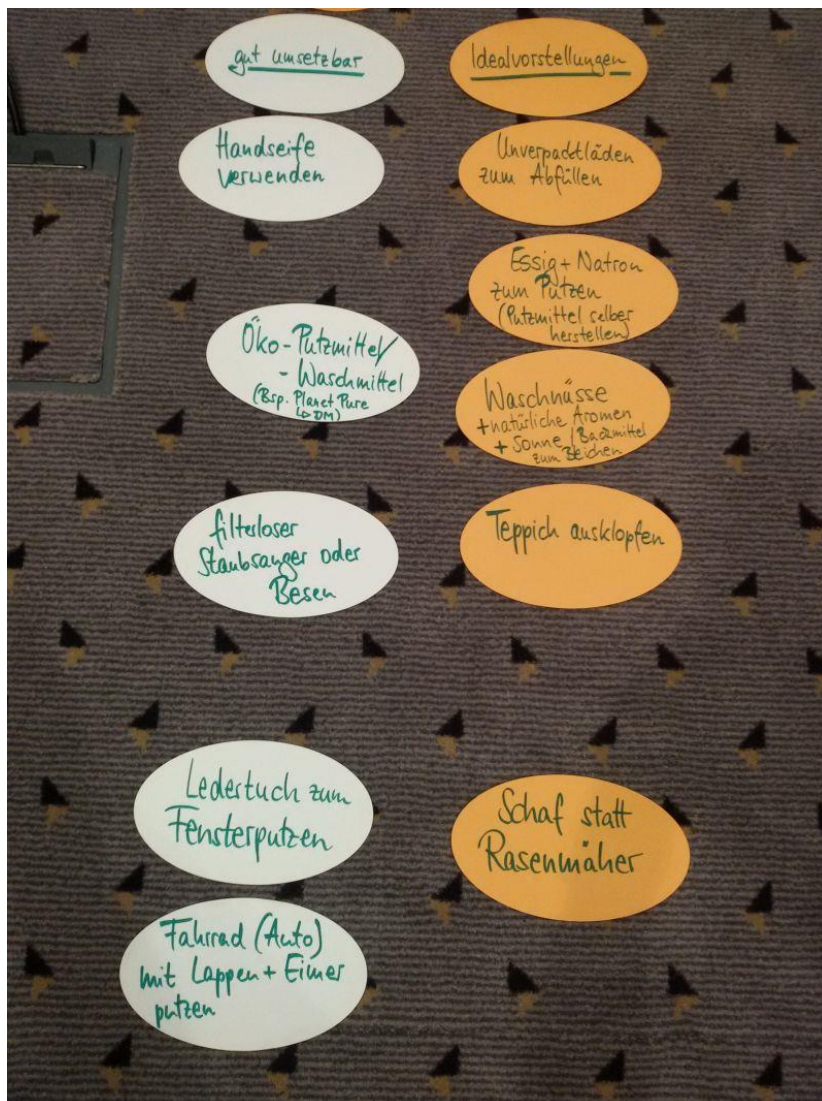 gut umsetzbar
Handseife
verwenden
Öko-Putzmittel/
- Waschmittel
(Bsp. Planet Pure
↳ DM)
filterloser
Staubsauger oder
Besen
Ledertuch zum
Fensterputzen
Fahrrad (Auto)
mit Lappen + Eimer
putzen
Idealvorstellungen
Unverpacktläden
zum Abfüllen
Essig + Natron
zum Putzen
(Putzmittel selber
herstellen)
Waschnüsse
+ natürliche Aromen
+ Sonne / Backmittel
zum Bleichen
Teppich ausklopfen
Schaf statt
Rasenmäher